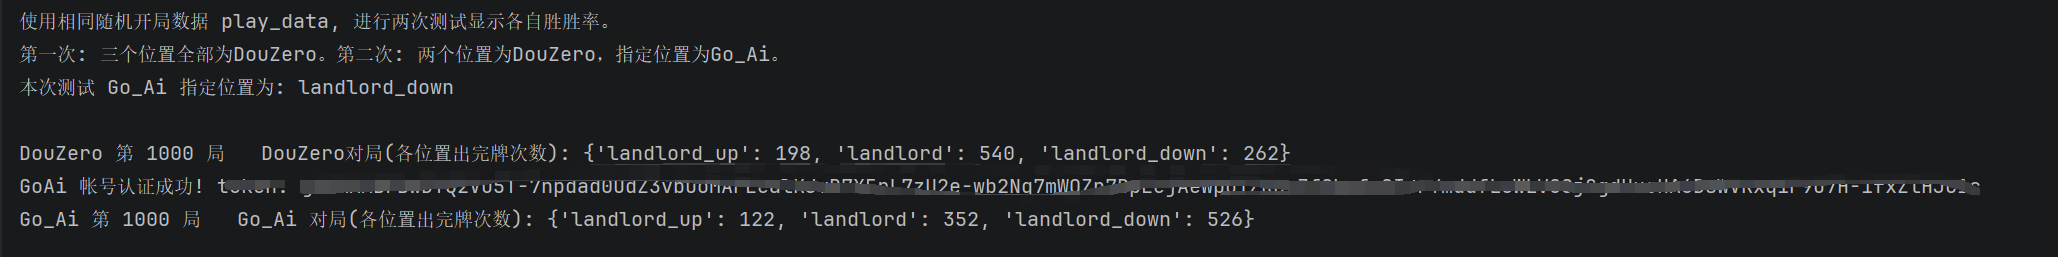 使用相同随机开局数据 play_data, 进行两次测试显示各自胜胜率。
第一次: 三个位置全部为DouZero。第二次: 两个位置为DouZero，指定位置为Go_Ai。
本次测试 Go_Ai 指定位置为: landlord_down
DouZero 第 1000 局 DouZero对局(各位置出完牌次数): {'landlord_up': 198, 'landlord': 540, 'landlord_down': 262}
GoAi 帐号认证成功!
Go_Ai 第 1000 局 Go_Ai 对局(各位置出完牌次数): {'landlord_up': 122, 'landlord': 352, 'landlord_down': 526}